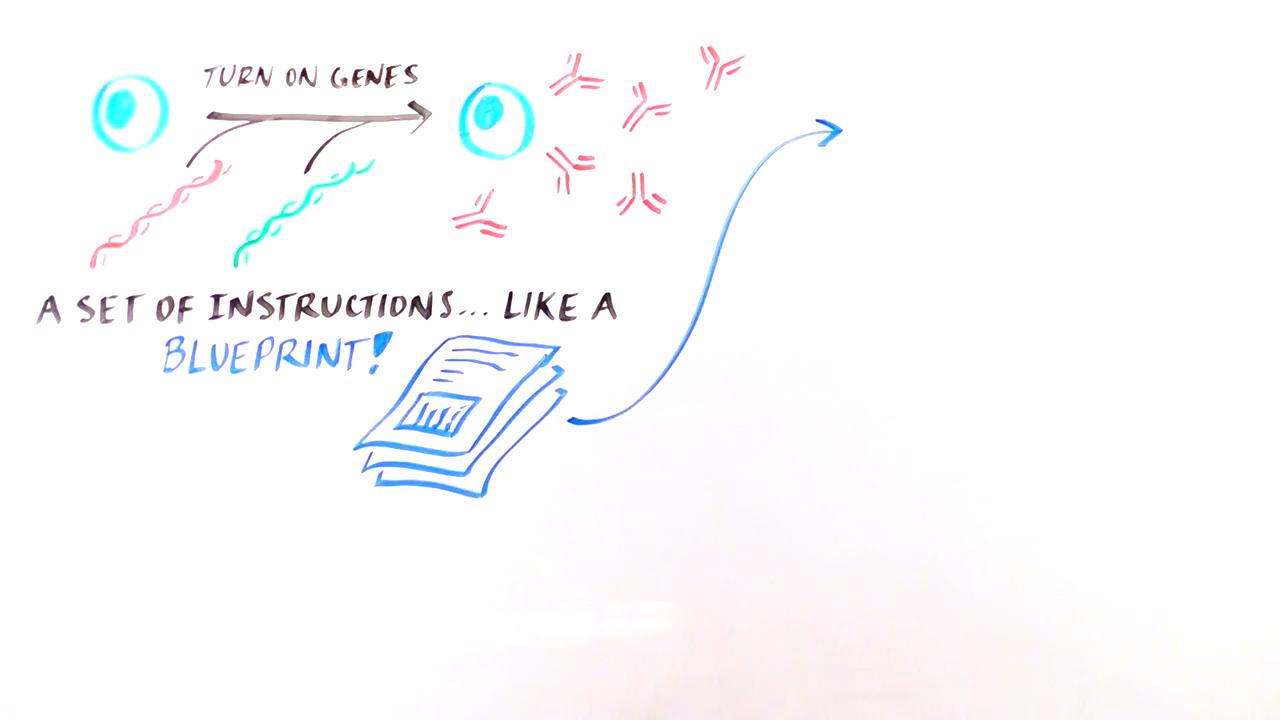 TURN ON GENES
A SET OF INSTRUCTIONS... LIKE A
BLUEPRINT!